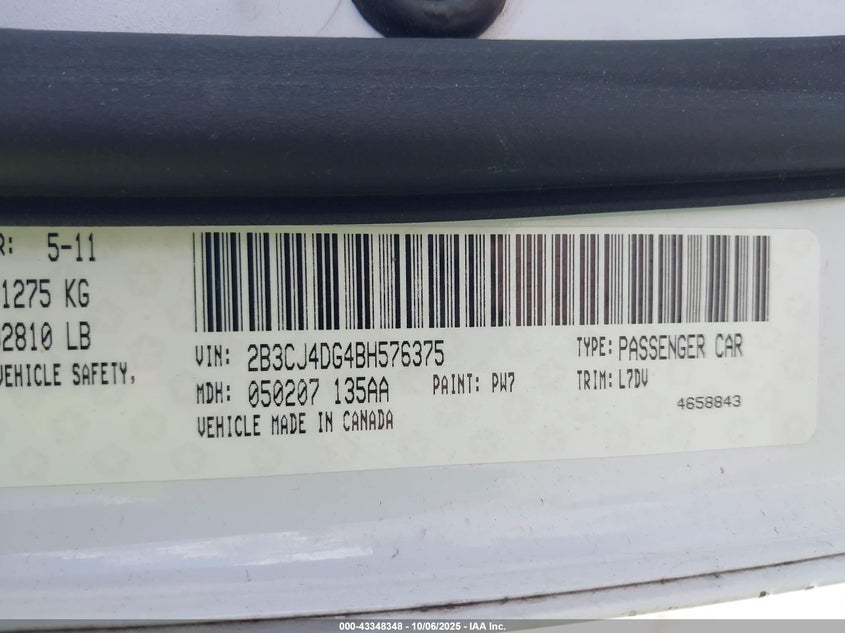 R: 5-11
1275 KG
02810 LB
VEHICLE SAFETY,
VIN: 2B3CJ4DG4BH576375 TYPE: PASSENGER CAR
MDH: 050207 135AA PAINT: PW7 TRIM: L7DV
4658843
VEHICLE MADE IN CANADA
000-43348348 - 10/06/2025 - IAA Inc.